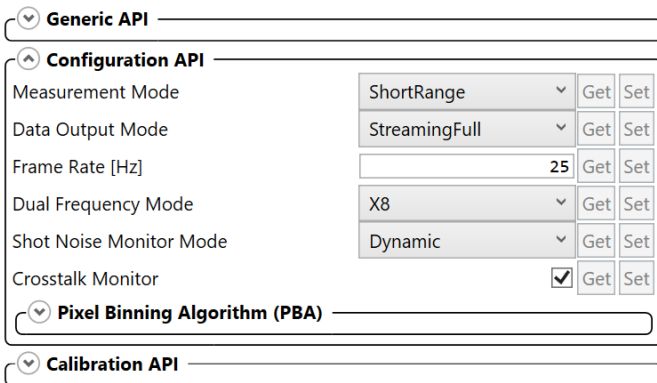 Generic API
Configuration API
Measurement Mode ShortRange Get Set
Data Output Mode StreamingFull Get Set
Frame Rate [Hz] 25 Get Set
Dual Frequency Mode X8 Get Set
Shot Noise Monitor Mode Dynamic Get Set
Crosstalk Monitor Get Set
Pixel Binning Algorithm (PBA)
Calibration API